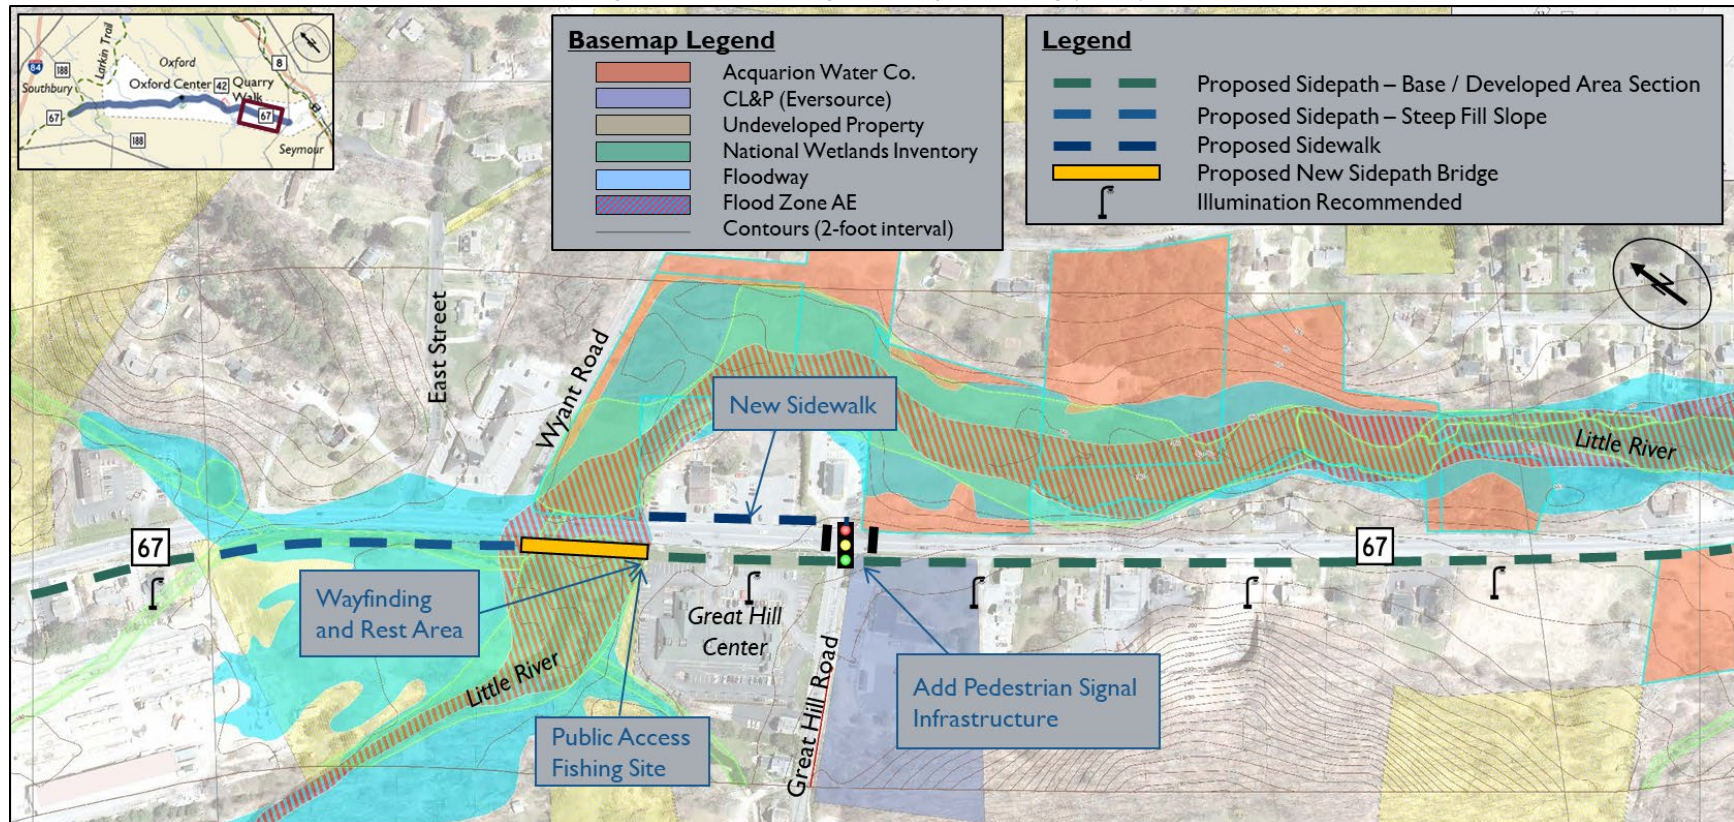 84
188
Larkin Trail
Oxford
8
Southbury
Oxford Center
42
Quarry
Walk
67
67
188
Seymour
N
Basemap Legend
Acquarion Water Co.
CL&P (Eversource)
Undeveloped Property
National Wetlands Inventory
Floodway
Flood Zone AE
Contours (2-foot interval)
Legend
Proposed Sidepath – Base / Developed Area Section
Proposed Sidepath – Steep Fill Slope
Proposed Sidewalk
Proposed New Sidepath Bridge
Illumination Recommended
N
East Street
Wyant Road
New Sidewalk
Little River
67
67
Wayfinding
and Rest Area
Great Hill
Center
Little River
Great Hill Road
Add Pedestrian Signal
Infrastructure
Public Access
Fishing Site